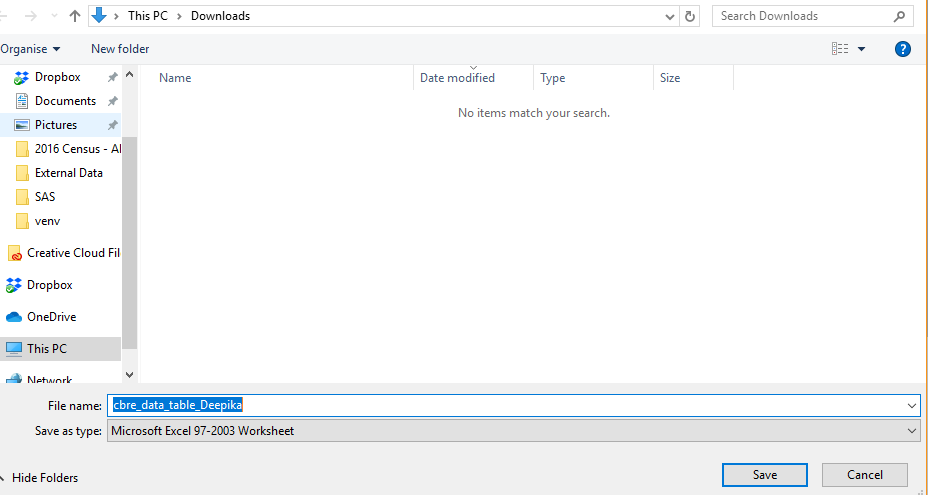 This PC > Downloads
Search Downloads
Organise
New folder
?
Name
Date modified
Type
Size
No items match your search.
Dropbox
Documents
Pictures
2016 Census - Al
External Data
SAS
venv
Creative Cloud Fil
Dropbox
OneDrive
This PC
Network
File name: cbre_data_table_Deepika
Save as type: Microsoft Excel 97-2003 Worksheet
Hide Folders
Save
Cancel